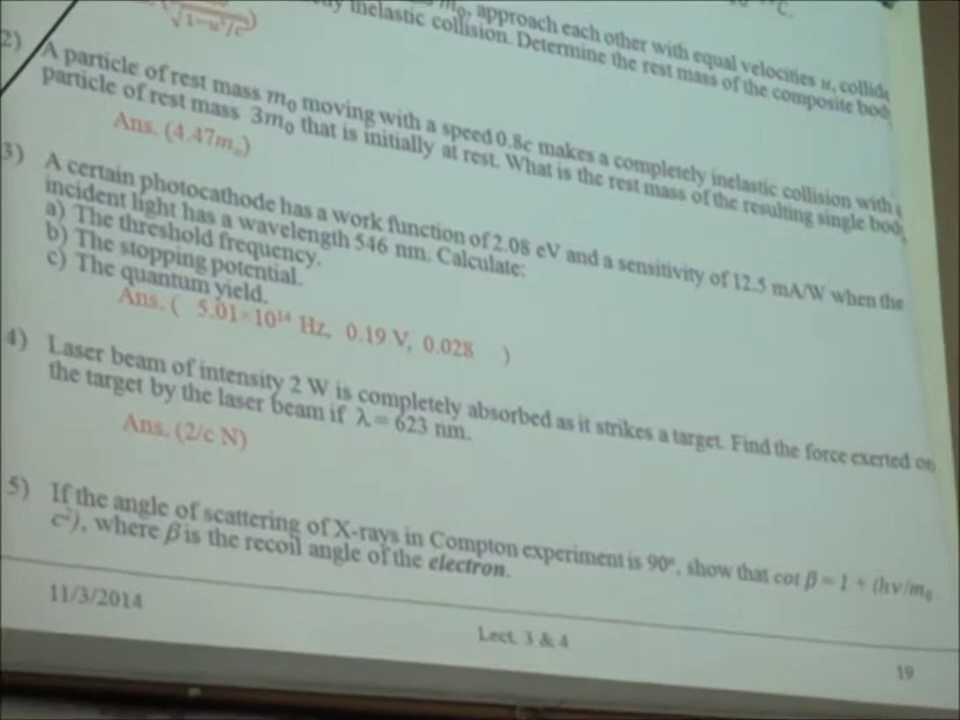 √1−u²/c²)
inelastic collision. Determine the rest mass of the composite bod
m₀, approach each other with equal velocities u, collide
2) A particle of rest mass m₀ moving with a speed 0.8c makes a completely inelastic collision with a
particle of rest mass 3m₀ that is initially at rest. What is the rest mass of the resulting single bod
Ans. (4.47m₀)
3) A certain photocathode has a work function of 2.08 eV and a sensitivity of 12.5 mA/W when the
incident light has a wavelength 546 nm. Calculate:
a) The threshold frequency.
b) The stopping potential.
c) The quantum yield.
Ans. ( 5.01×10¹⁴ Hz, 0.19 V, 0.028 )
4) Laser beam of intensity 2 W is completely absorbed as it strikes a target. Find the force exerted on
the target by the laser beam if λ = 623 nm.
Ans. (2/c N)
5) If the angle of scattering of X-rays in Compton experiment is 90°, show that cot β = 1 + (hν/m₀
c²), where β is the recoil angle of the electron.
11/3/2014
Lect. 3 & 4
19